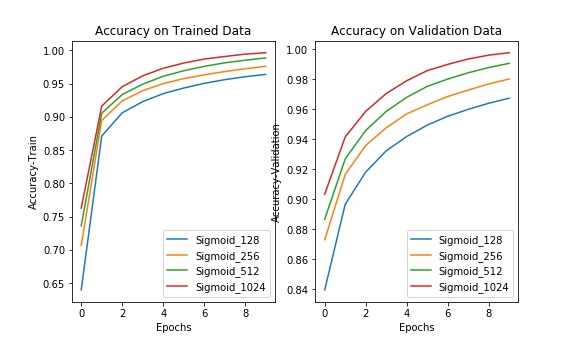 Accuracy on Trained Data
Accuracy-Train
1.00
0.95
0.90
0.85
0.80
0.75
0.70
0.65
Sigmoid_128
Sigmoid_256
Sigmoid_512
Sigmoid_1024
0 2 4 6 8
Epochs
Accuracy on Validation Data
Accuracy-Validation
1.00
0.98
0.96
0.94
0.92
0.90
0.88
0.86
0.84
Sigmoid_128
Sigmoid_256
Sigmoid_512
Sigmoid_1024
0 2 4 6 8
Epochs